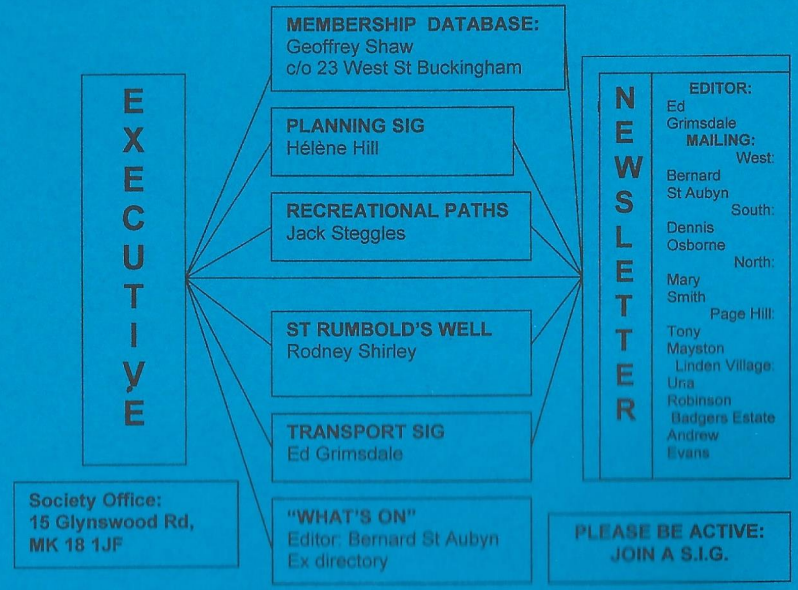 EXECUTIVE
MEMBERSHIP DATABASE:
Geoffrey Shaw
c/o 23 West St Buckingham
PLANNING SIG
Hélène Hill
RECREATIONAL PATHS
Jack Steggles
ST RUMBOLD'S WELL
Rodney Shirley
TRANSPORT SIG
Ed Grimsdale
"WHAT'S ON"
Editor: Bernard St Aubyn
Ex directory
NEWSLETTER
EDITOR:
Ed
Grimsdale
MAILING:
West:
Bernard
St Aubyn
South:
Dennis
Osborne
North:
Mary
Smith
Page Hill:
Tony
Mayston
Linden Village:
Una
Robinson
Badgers Estate
Andrew
Evans
Society Office:
15 Glynswood Rd,
MK 18 1JF
PLEASE BE ACTIVE:
JOIN A S.I.G.